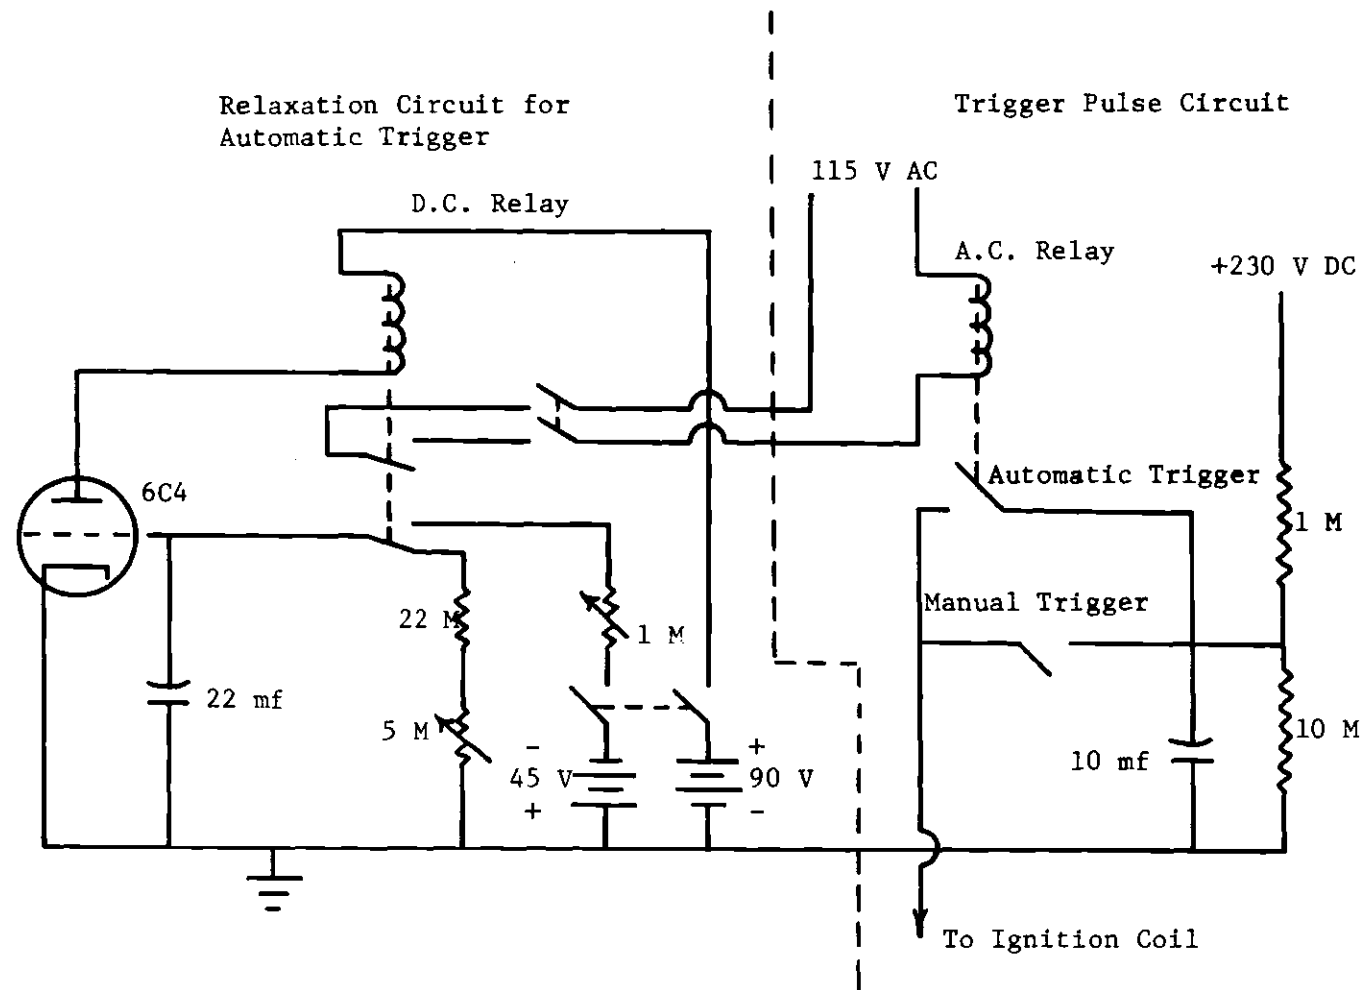 Relaxation Circuit for
Automatic Trigger
Trigger Pulse Circuit
115 V AC
D.C. Relay
A.C. Relay
+230 V DC
6C4
Automatic Trigger
1 M
22 M
1 M
Manual Trigger
22 mf
5 M
-
45 V
+
+
90 V
-
10 mf
10 M
To Ignition Coil